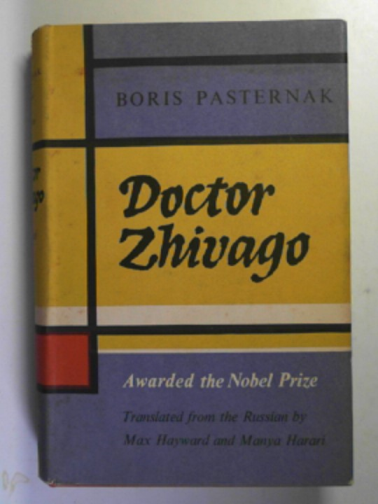 BORIS PASTERNAK
Doctor
Zhivago
Awarded the Nobel Prize
Translated from the Russian by
Max Hayward and Manya Harari